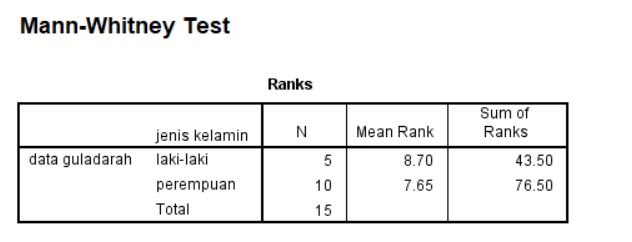 Mann-Whitney Test
Ranks
jenis kelamin N Mean Rank Sum of Ranks
data guladarah laki-laki 5 8.70 43.50
perempuan 10 7.65 76.50
Total 15